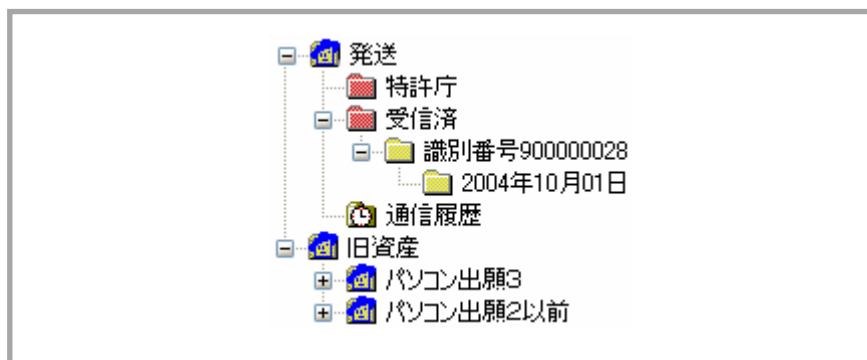 発送
特許庁
受信済
識別番号900000028
2004年10月01日
通信履歴
旧資産
パソコン出願3
パソコン出願2以前